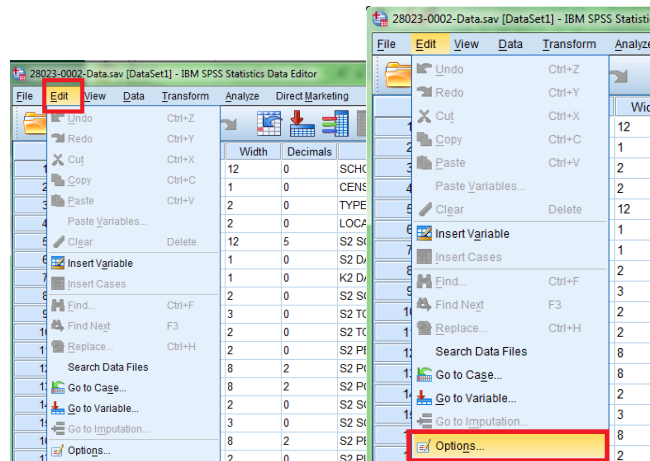 28023-0002-Data.sav [DataSet1] - IBM SPSS Statistics Data Editor
File Edit View Data Transform Analyze Direct Marketing
Undo Ctrl+Z
Redo Ctrl+Y
Width Decimals
Cut Ctrl+X
12 0 SCHO
Copy Ctrl+C
1 0 CENS
Paste Ctrl+V
2 0 TYPE
Paste Variables...
2 0 LOCA
Clear Delete
12 5 S2 SC
Insert Variable
1 0 S2 DA
Insert Cases
1 0 K2 DA
2 0 S2 SC
Find... Ctrl+F
3 0 S2 TC
Find Next F3
2 0 S2 TC
Replace... Ctrl+H
2 0 S2 PE
Search Data Files
8 2 S2 PC
Go to Case...
8 2 S2 PC
Go to Variable...
2 0 S2 SC
3 0 S2 SC
Go to Imputation...
8 2 S2 PE
Options...
2 0 S2 PE
28023-0002-Data.sav [DataSet1] - IBM SPSS Statisti
File Edit View Data Transform Analyze
Undo Ctrl+Z
Redo Ctrl+Y
Wid
Cut Ctrl+X
12
Copy Ctrl+C
1
Paste Ctrl+V
2
Paste Variables...
2
Clear Delete
12
Insert Variable
1
Insert Cases
1
Find... Ctrl+F
2
3
Find Next F3
2
Replace... Ctrl+H
2
Search Data Files
8
Go to Case...
8
Go to Variable...
2
Go to Imputation...
3
Options...
8
2